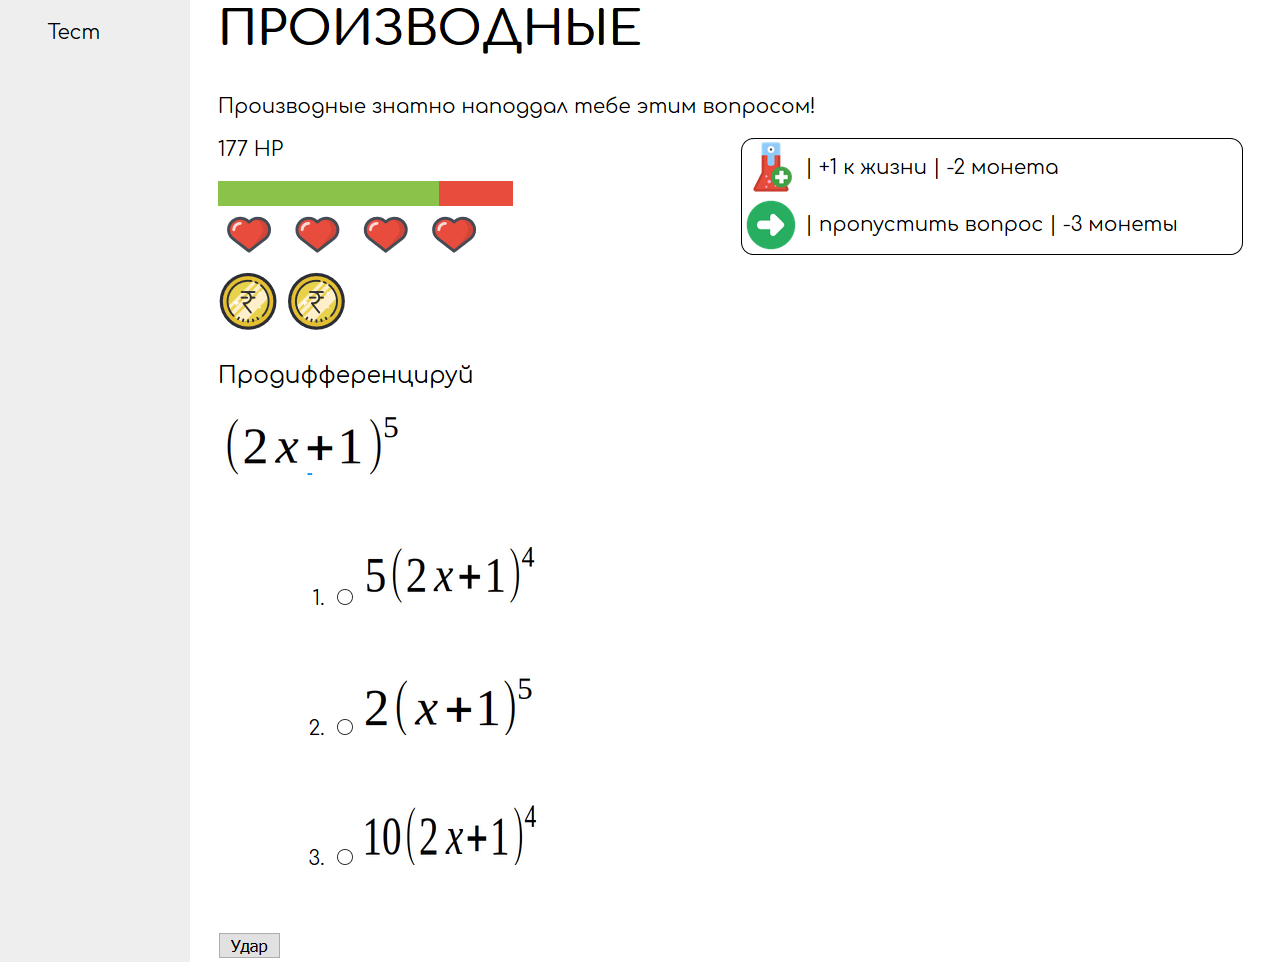 Тест
ПРОИЗВОДНЫЕ
Производные знатно наподдал тебе этим вопросом!
177 HP
| +1 к жизни | -2 монета
| пропустить вопрос | -3 монеты
Продифференцируй
(2x+1)⁵
1. 5(2x+1)⁴
2. 2(x+1)⁵
3. 10(2x+1)⁴
Удар